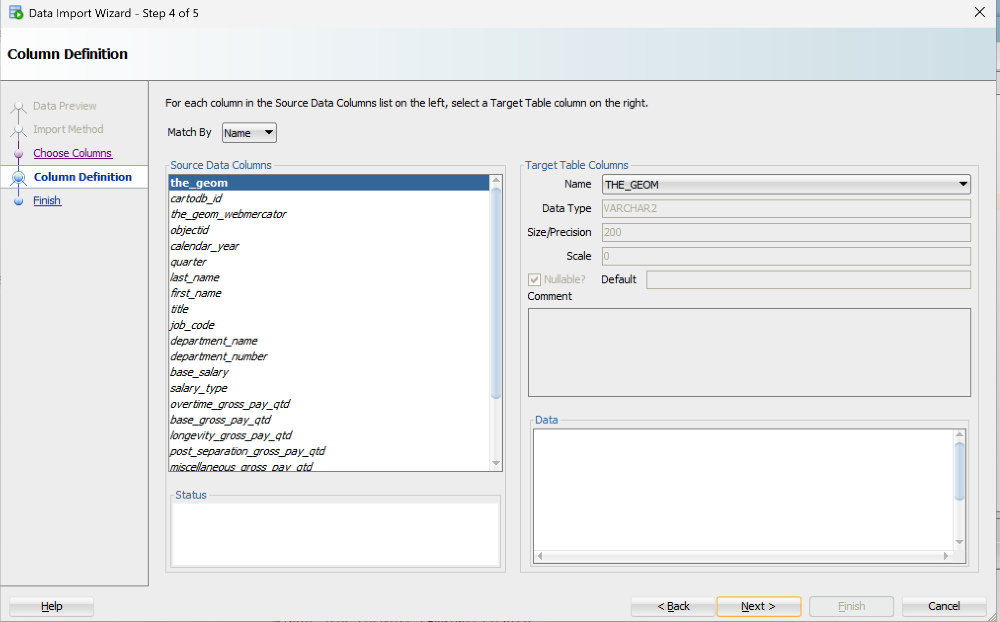 Data Import Wizard - Step 4 of 5
Column Definition
Data Preview
Import Method
Choose Columns
Column Definition
Finish
For each column in the Source Data Columns list on the left, select a Target Table column on the right.
Match By Name
Source Data Columns
the_geom
cartodb_id
the_geom_webmercator
objectid
calendar_year
quarter
last_name
first_name
title
job_code
department_name
department_number
base_salary
salary_type
overtime_gross_pay_qtd
base_gross_pay_qtd
longevity_gross_pay_qtd
post_separation_gross_pay_qtd
miscellaneous_gross_pay_qtd
Status
Target Table Columns
Name THE_GEOM
Data Type VARCHAR2
Size/Precision 200
Scale 0
Nullable? Default
Comment
Data
Help < Back Next > Finish Cancel